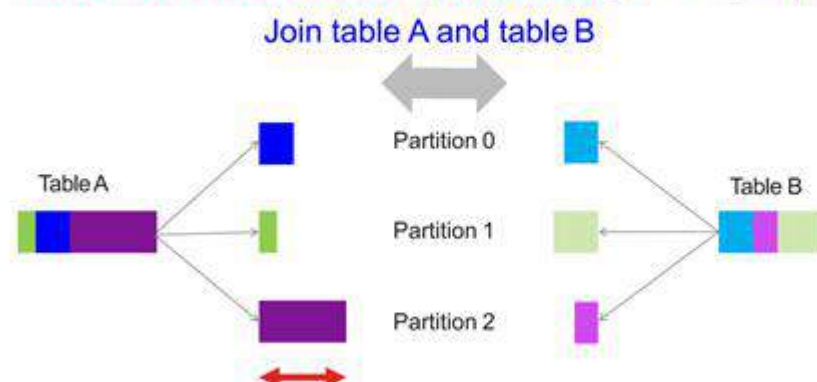 Join table A and table B
Partition 0
Table A
Table B
Partition 1
Partition 2